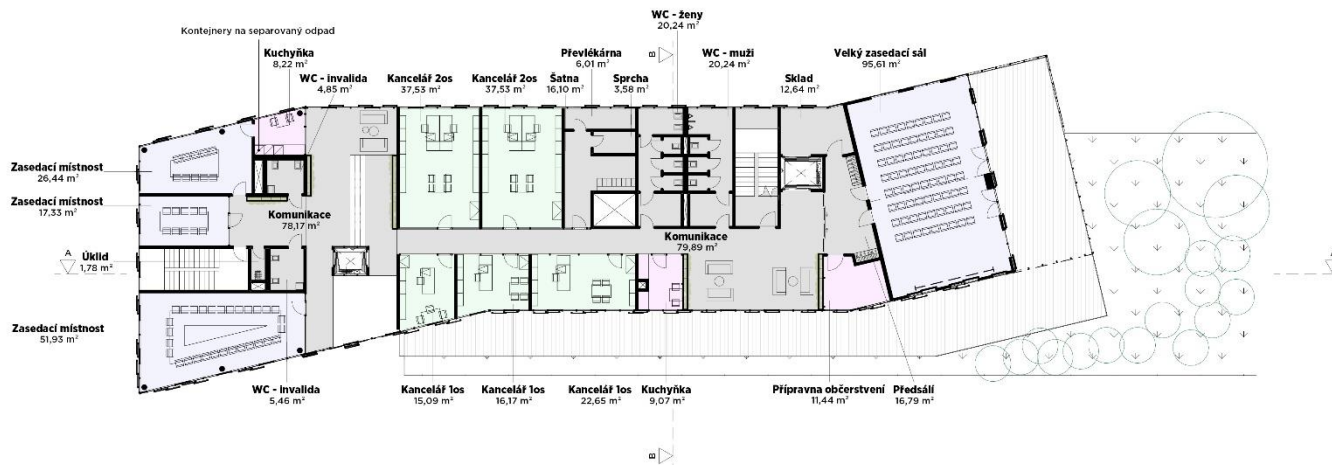 WC - ženy
20,24 m²
Kontejnery na separovaný odpad
Kuchyňka
8,22 m²
WC - invalida
4,85 m²
Kancelář 2os
37,53 m²
Kancelář 2os
37,53 m²
Šatna
16,10 m²
Převlékárna
6,01 m²
Sprcha
3,58 m²
B
WC - muži
20,24 m²
Sklad
12,64 m²
Velký zasedací sál
95,61 m²
Zasedací místnost
26,44 m²
Zasedací místnost
17,33 m²
Komunikace
78,17 m²
Komunikace
79,89 m²
A
Úklid
1,78 m²
Zasedací místnost
51,93 m²
WC - invalida
5,46 m²
Kancelář 1os
15,09 m²
Kancelář 1os
16,17 m²
Kancelář 1os
22,65 m²
Kuchyňka
9,07 m²
Přípravna občerstvení
11,44 m²
Předsálí
16,79 m²
B